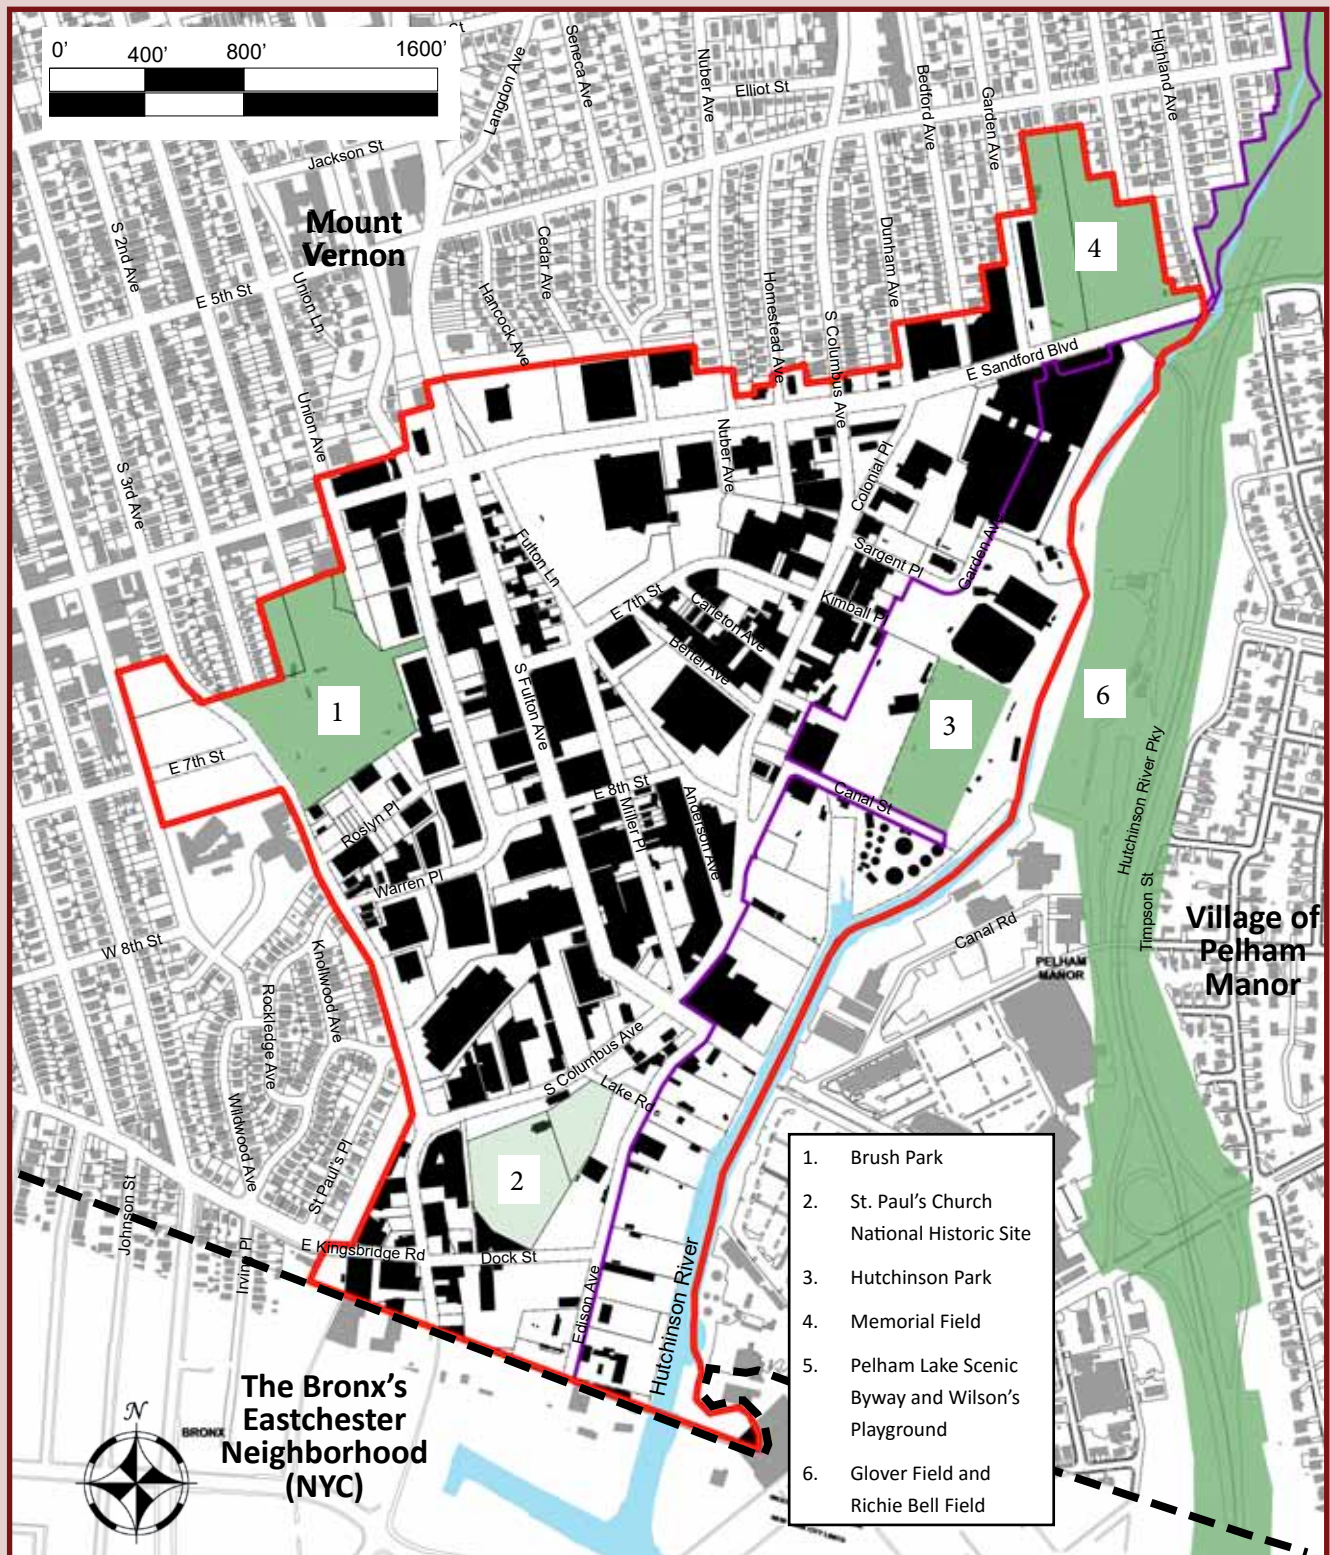 0’ 400’ 800’ 1600’
Langdon Ave
Seneca Ave
Nuber Ave
Elliot St
Bedford Ave
Garden Ave
Highland Ave
Jackson St
Mount
Vernon
S 2nd Ave
E 5th St
Union Ln
Cedar Ave
Hancock Ave
Homestead Ave
S Columbus Ave
Dunham Ave
4
E Sandford Blvd
Union Ave
S 3rd Ave
Nuber Ave
Colonial Pl
Fulton Ln
Sargent Pl
Garden Ave
E 7th St
Carleton Ave
Kimball Pl
Bertel Ave
1
S Fulton Ave
3
6
E 7th St
Hutchinson River Pky
E 8th St
Miller Pl
Anderson Ave
Canal St
Roslyn Pl
Warren Pl
Timpson St
Village of
Pelham
Manor
W 8th St
Knollwood Ave
Rockledge Ave
Canal Rd
PELHAM
MANOR
S Columbus Ave
Lake Rd
Wildwood Ave
St Paul's Pl
2
Johnson St
Irving Pl
E Kingsbridge Rd
Dock St
Edison Ave
Hutchinson River
The Bronx’s
Eastchester
Neighborhood
(NYC)
N
BRONX
1. Brush Park
2. St. Paul’s Church
National Historic Site
3. Hutchinson Park
4. Memorial Field
5. Pelham Lake Scenic
Byway and Wilson’s
Playground
6. Glover Field and
Richie Bell Field